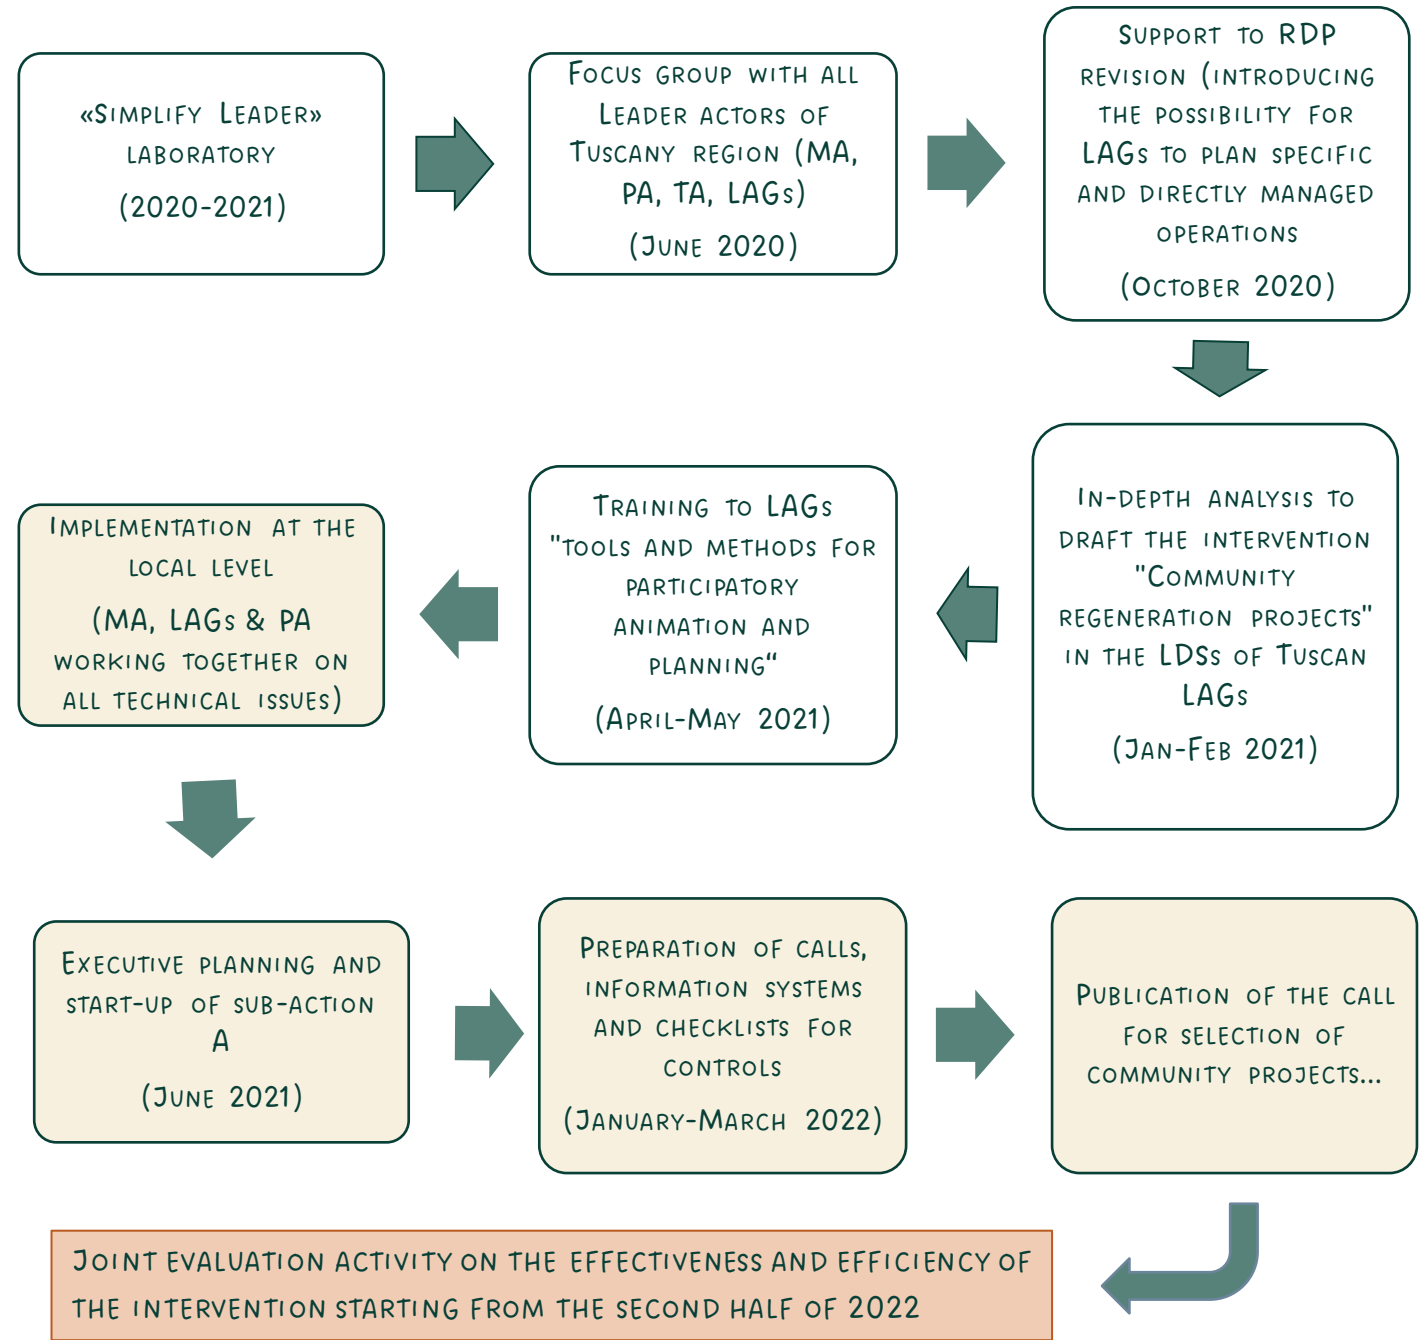 «Simplify Leader»
laboratory
(2020-2021)
Focus group with all
Leader actors of
Tuscany region (MA,
PA, TA, LAGs)
(June 2020)
Support to RDP
revision (introducing
the possibility for
LAGs to plan specific
and directly managed
operations
(October 2020)
In-depth analysis to
draft the intervention
"Community
regeneration projects"
in the LDSs of Tuscan
LAGs
(Jan-Feb 2021)
Training to LAGs
"tools and methods for
participatory
animation and
planning“
(April-May 2021)
Implementation at the
local level
(MA, LAGs & PA
working together on
all technical issues)
Executive planning and
start-up of sub-action
A
(June 2021)
Preparation of calls,
information systems
and checklists for
controls
(January-March 2022)
Publication of the call
for selection of
community projects…
Joint evaluation activity on the effectiveness and efficiency of
the intervention starting from the second half of 2022